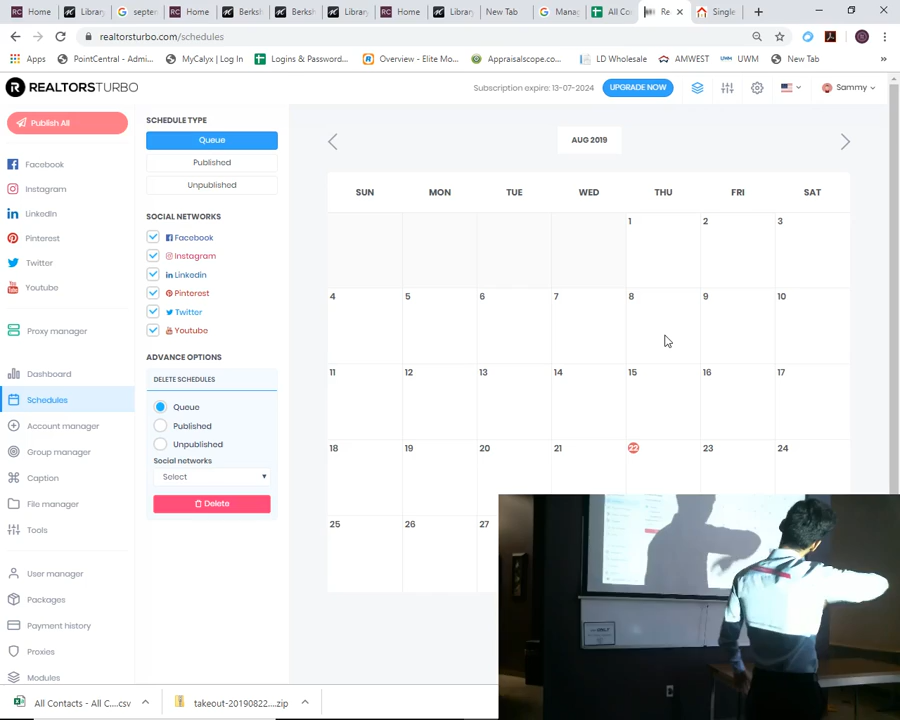 Home
Library
septem
Home
Berksh
Berksh
Library
Home
Library
New Tab
Manag
All Co
Re
Single
realtorsturbo.com/schedules
Apps
PointCentral - Admi...
MyCalyx | Log In
Logins & Password...
Overview - Elite Mo...
Appraisalscope.co...
LD Wholesale
AMWEST
UWM
UWM
New Tab
»
R REALTORSTURBO
Subscription expire: 13-07-2024
UPGRADE NOW
Sammy
Publish All
Facebook
Instagram
LinkedIn
Pinterest
Twitter
Youtube
Proxy manager
Dashboard
Schedules
Account manager
Group manager
Caption
File manager
Tools
User manager
Packages
Payment history
Proxies
Modules
SCHEDULE TYPE
Queue
Published
Unpublished
SOCIAL NETWORKS
Facebook
Instagram
Linkedin
Pinterest
Twitter
Youtube
ADVANCE OPTIONS
DELETE SCHEDULES
Queue
Published
Unpublished
Social networks
Select
Delete
AUG 2019
SUN MON TUE WED THU FRI SAT
1 2 3
4 5 6 7 8 9 10
11 12 13 14 15 16 17
18 19 20 21 22 23 24
25 26 27
All Contacts - All C....csv
takeout-20190822....zip